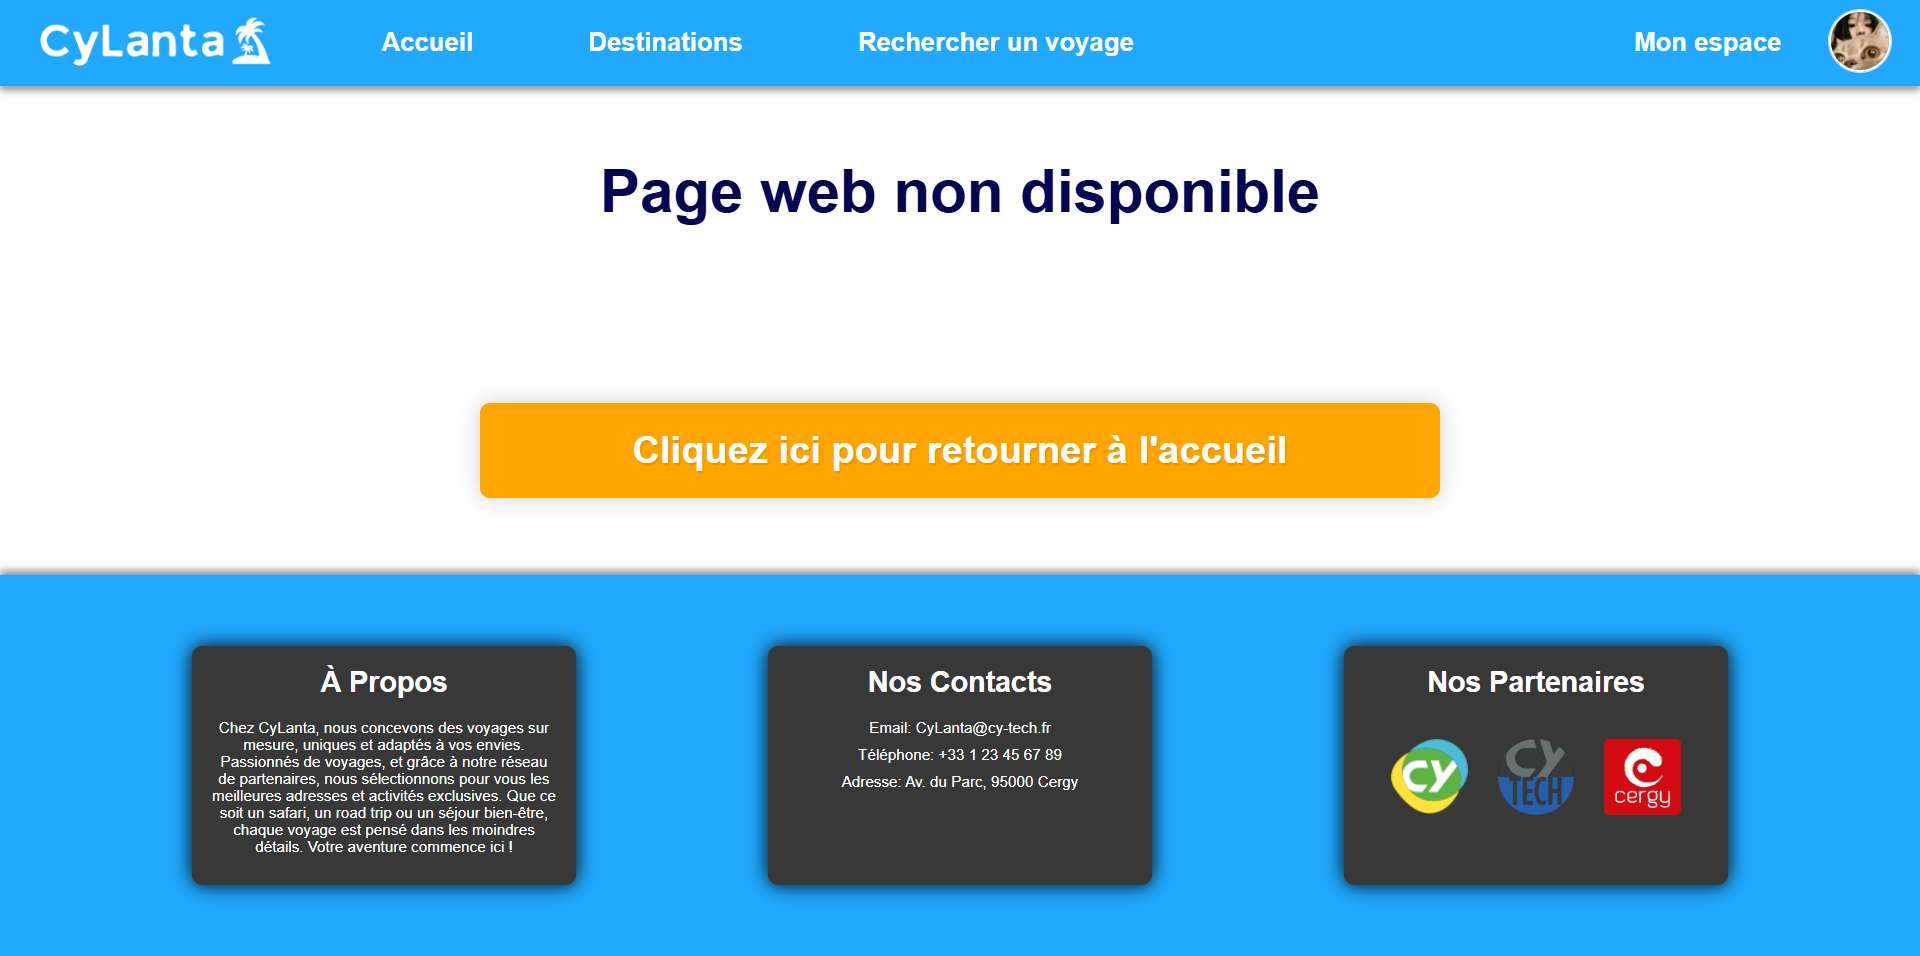 CyLanta
Accueil
Destinations
Rechercher un voyage
Mon espace
Page web non disponible
Cliquez ici pour retourner à l'accueil
À Propos
Chez CyLanta, nous concevons des voyages sur
mesure, uniques et adaptés à vos envies.
Passionnés de voyages, et grâce à notre réseau
de partenaires, nous sélectionnons pour vous les
meilleures adresses et activités exclusives. Que ce
soit un safari, un road trip ou un séjour bien-être,
chaque voyage est pensé dans les moindres
détails. Votre aventure commence ici !
Nos Contacts
Email: CyLanta@cy-tech.fr
Téléphone: +33 1 23 45 67 89
Adresse: Av. du Parc, 95000 Cergy
Nos Partenaires
CY
CY
TECH
cergy